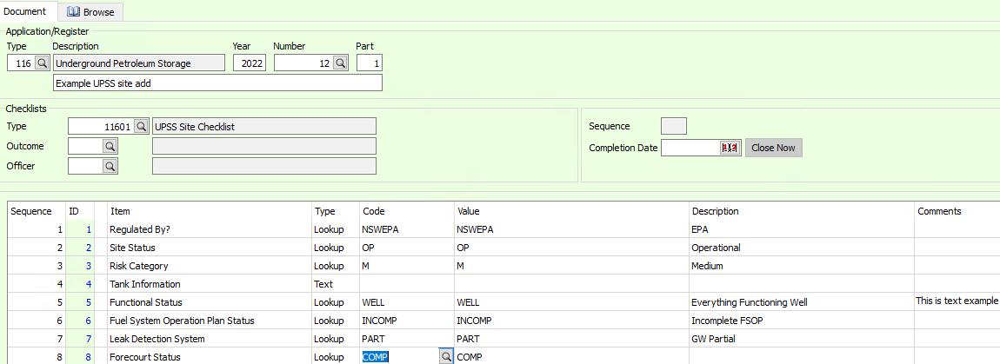 Document Browse
Application/Register
Type Description Year Number Part
116 Underground Petroleum Storage 2022 12 1
Example UPSS site add
Checklists
Type 11601 UPSS Site Checklist Sequence
Outcome Completion Date Close Now
Officer
Sequence ID Item Type Code Value Description Comments
1 1 Regulated By? Lookup NSWEPA NSWEPA EPA
2 2 Site Status Lookup OP OP Operational
3 3 Risk Category Lookup M M Medium
4 4 Tank Information Text
5 5 Functional Status Lookup WELL WELL Everything Functioning Well This is text example
6 6 Fuel System Operation Plan Status Lookup INCOMP INCOMP Incomplete FSOP
7 7 Leak Detection System Lookup PART PART GW Partial
8 8 Forecourt Status Lookup COMP COMP